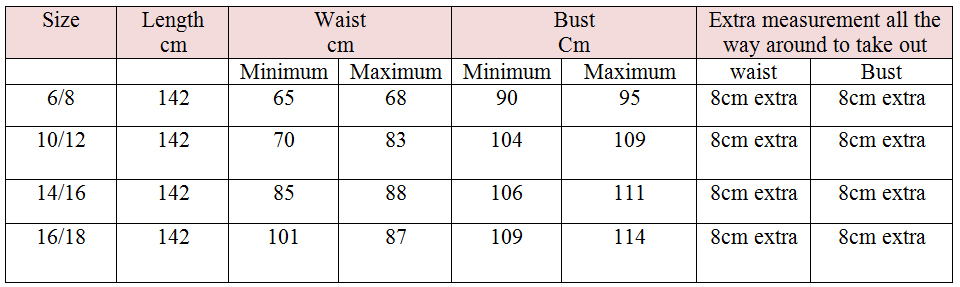 Size Length Waist Bust Extra measurement all the
cm cm Cm way around to take out
Minimum Maximum Minimum Maximum waist Bust
6/8 142 65 68 90 95 8cm extra 8cm extra
10/12 142 70 83 104 109 8cm extra 8cm extra
14/16 142 85 88 106 111 8cm extra 8cm extra
16/18 142 101 87 109 114 8cm extra 8cm extra